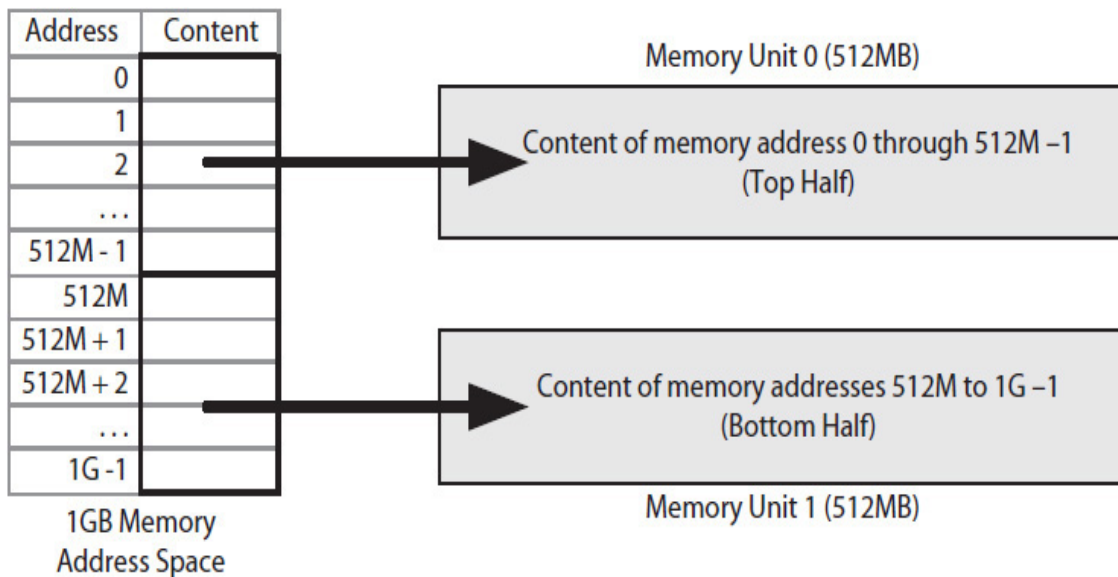 Address Content
0
1
2
...
512M - 1
512M
512M + 1
512M + 2
...
1G -1
1GB Memory
Address Space
Memory Unit 0 (512MB)
Content of memory address 0 through 512M –1
(Top Half)
Content of memory addresses 512M to 1G –1
(Bottom Half)
Memory Unit 1 (512MB)